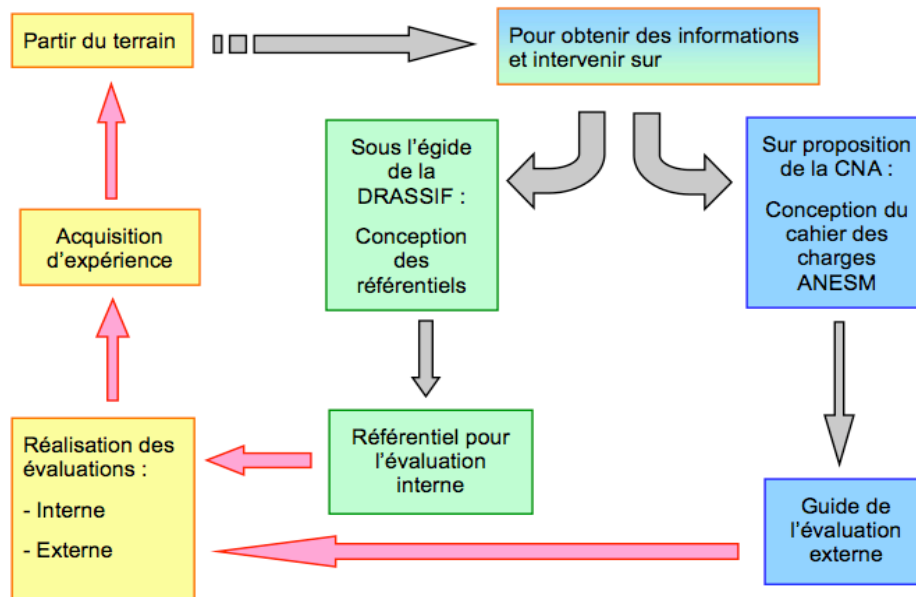 Partir du terrain
Pour obtenir des informations
et intervenir sur
Sous l'égide
de la
DRASSIF :
Conception
des
référentiels
Sur proposition
de la CNA :
Conception du
cahier des
charges
ANESM
Acquisition
d'expérience
Réalisation des
évaluations :
- Interne
- Externe
Référentiel pour
l'évaluation
interne
Guide de
l'évaluation
externe